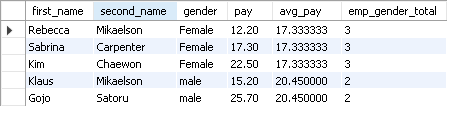 first_name second_name gender pay avg_pay emp_gender_total
Rebecca Mikaelson Female 12.20 17.333333 3
Sabrina Carpenter Female 17.30 17.333333 3
Kim Chaewon Female 22.50 17.333333 3
Klaus Mikaelson male 15.20 20.450000 2
Gojo Satoru male 25.70 20.450000 2